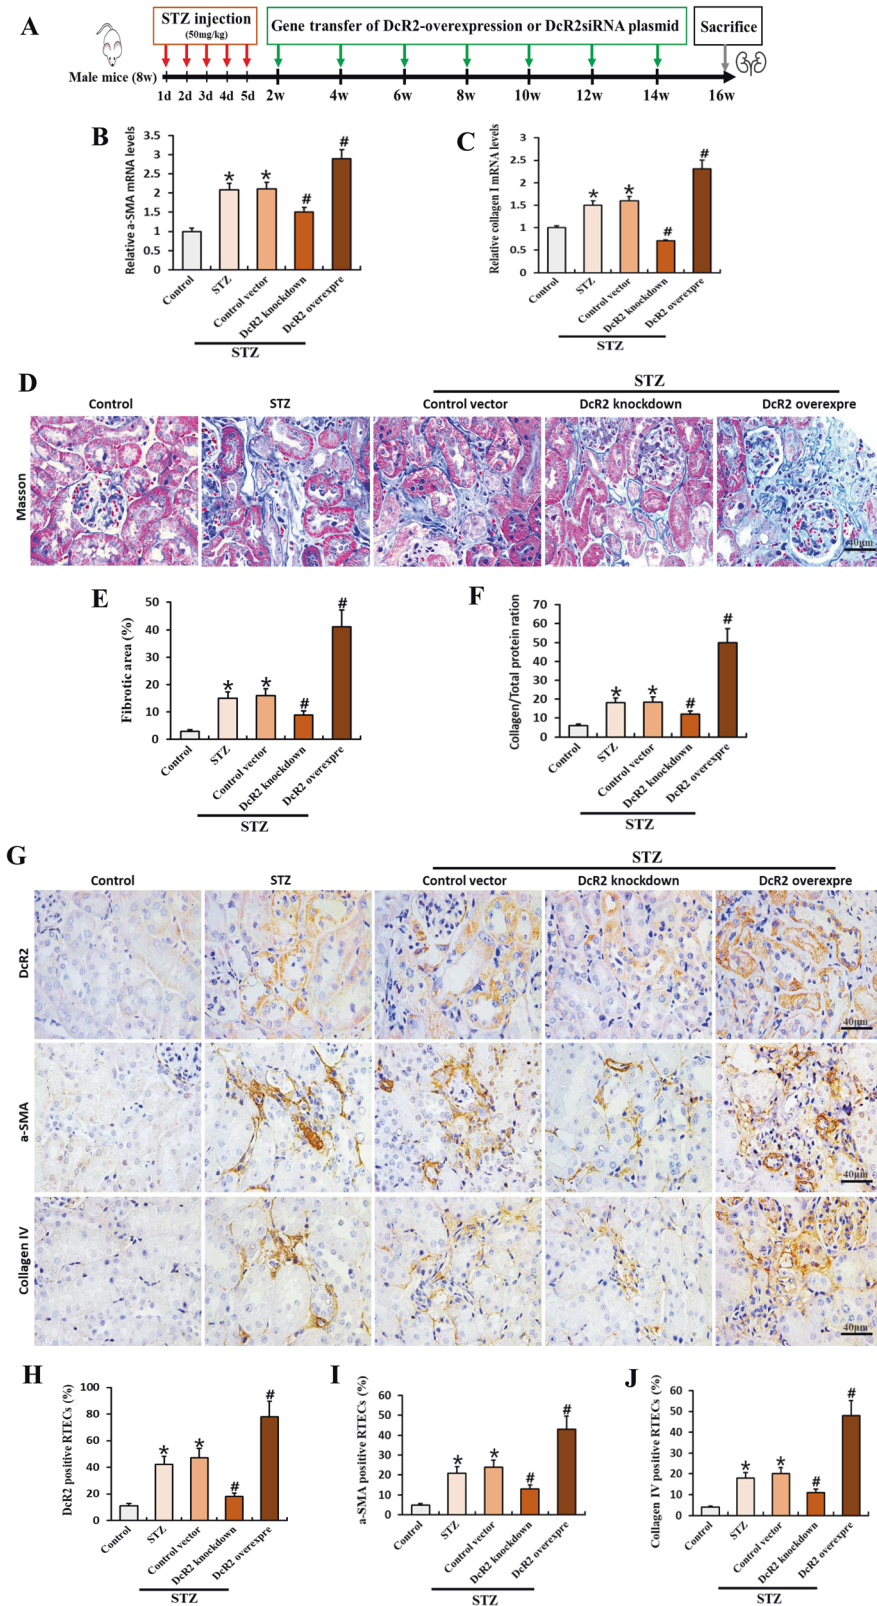 A
STZ injection
(50mg/kg)
Gene transfer of DcR2-overexpression or DcR2siRNA plasmid
Sacrifice
Male mice (8w)
1d 2d 3d 4d 5d 2w 4w 6w 8w 10w 12w 14w 16w
B
Relative a-SMA mRNA levels
3.5
3
2.5
2
1.5
1
0.5
0
* * # #
Control
STZ
Control vector
DcR2 knockdown
DcR2 overexpre
STZ
C
Relative collagen I mRNA levels
3
2.5
2
1.5
1
0.5
0
* * # #
Control
STZ
Control vector
DcR2 knockdown
DcR2 overexpre
STZ
D
STZ
Control STZ Control vector DcR2 knockdown DcR2 overexpre
Masson
40μm
E
Fibrotic area (%)
50
40
30
20
10
0
* * # #
Control
STZ
Control vector
DcR2 knockdown
DcR2 overexpre
STZ
F
Collagen/Total protein ration
70
60
50
40
30
20
10
0
* * # #
Control
STZ
Control vector
DcR2 knockdown
DcR2 overexpre
STZ
G
STZ
Control STZ Control vector DcR2 knockdown DcR2 overexpre
DcR2
40μm
a-SMA
40μm
Collagen IV
40μm
H
DcR2 positive RTECs (%)
100
80
60
40
20
0
* * # #
Control
STZ
Control vector
DcR2 knockdown
DcR2 overexpre
STZ
I
a-SMA positive RTECs (%)
60
50
40
30
20
10
0
* * # #
Control
STZ
Control vector
DcR2 knockdown
DcR2 overexpre
STZ
J
Collagen IV positive RTECs (%)
60
50
40
30
20
10
0
* * # #
Control
STZ
Control vector
DcR2 knockdown
DcR2 overexpre
STZ